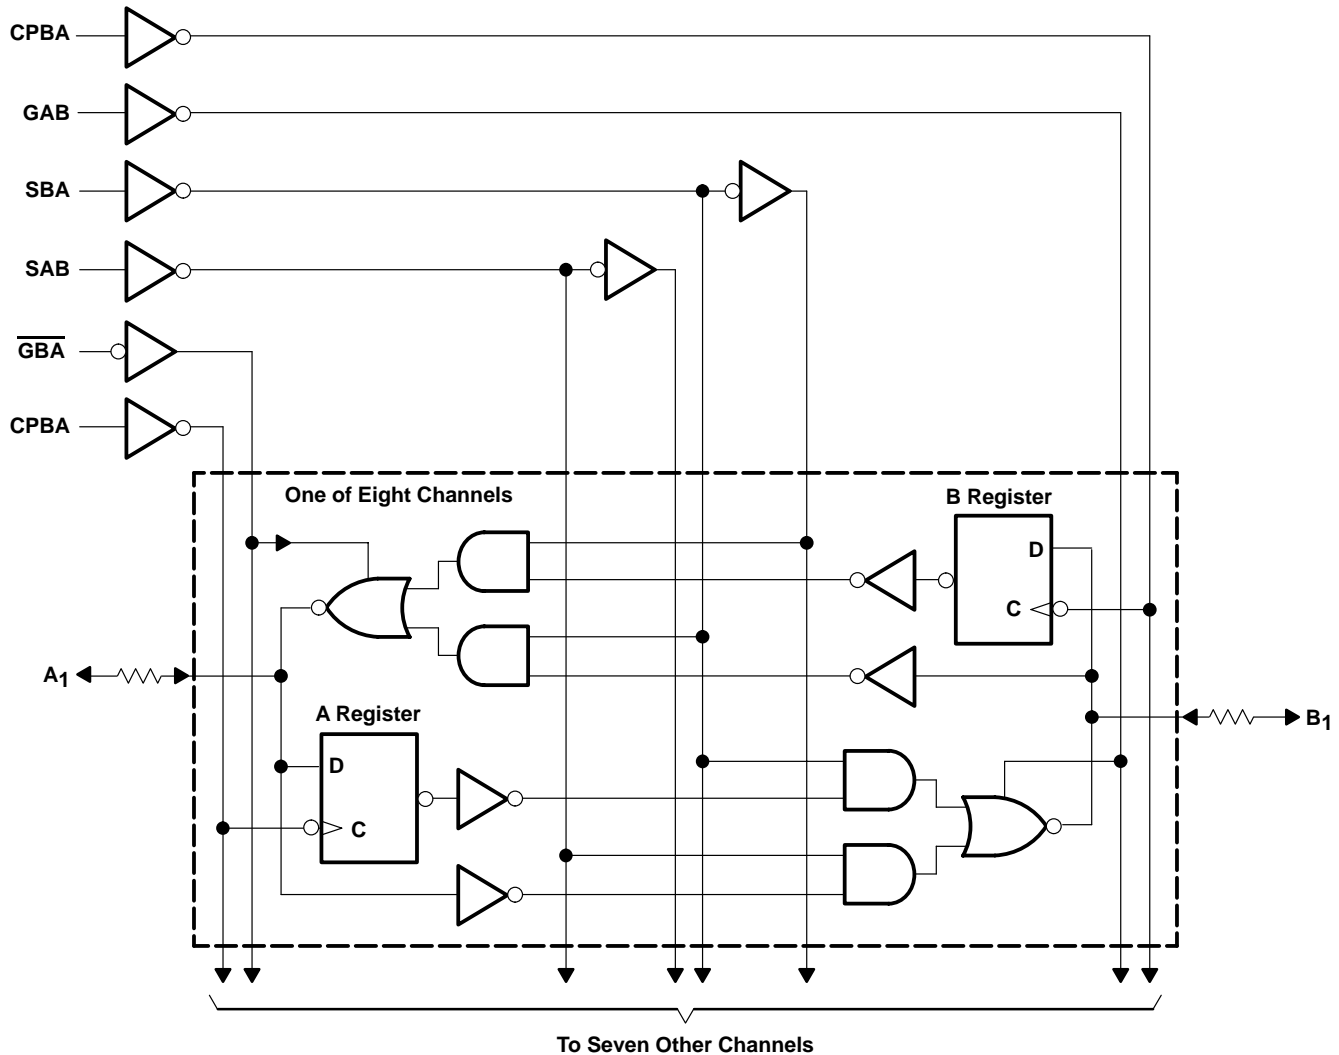 CPBA
GAB
SBA
SAB
GBA
CPBA
One of Eight Channels
B Register
D
C
A1
A Register
D
C
B1
To Seven Other Channels